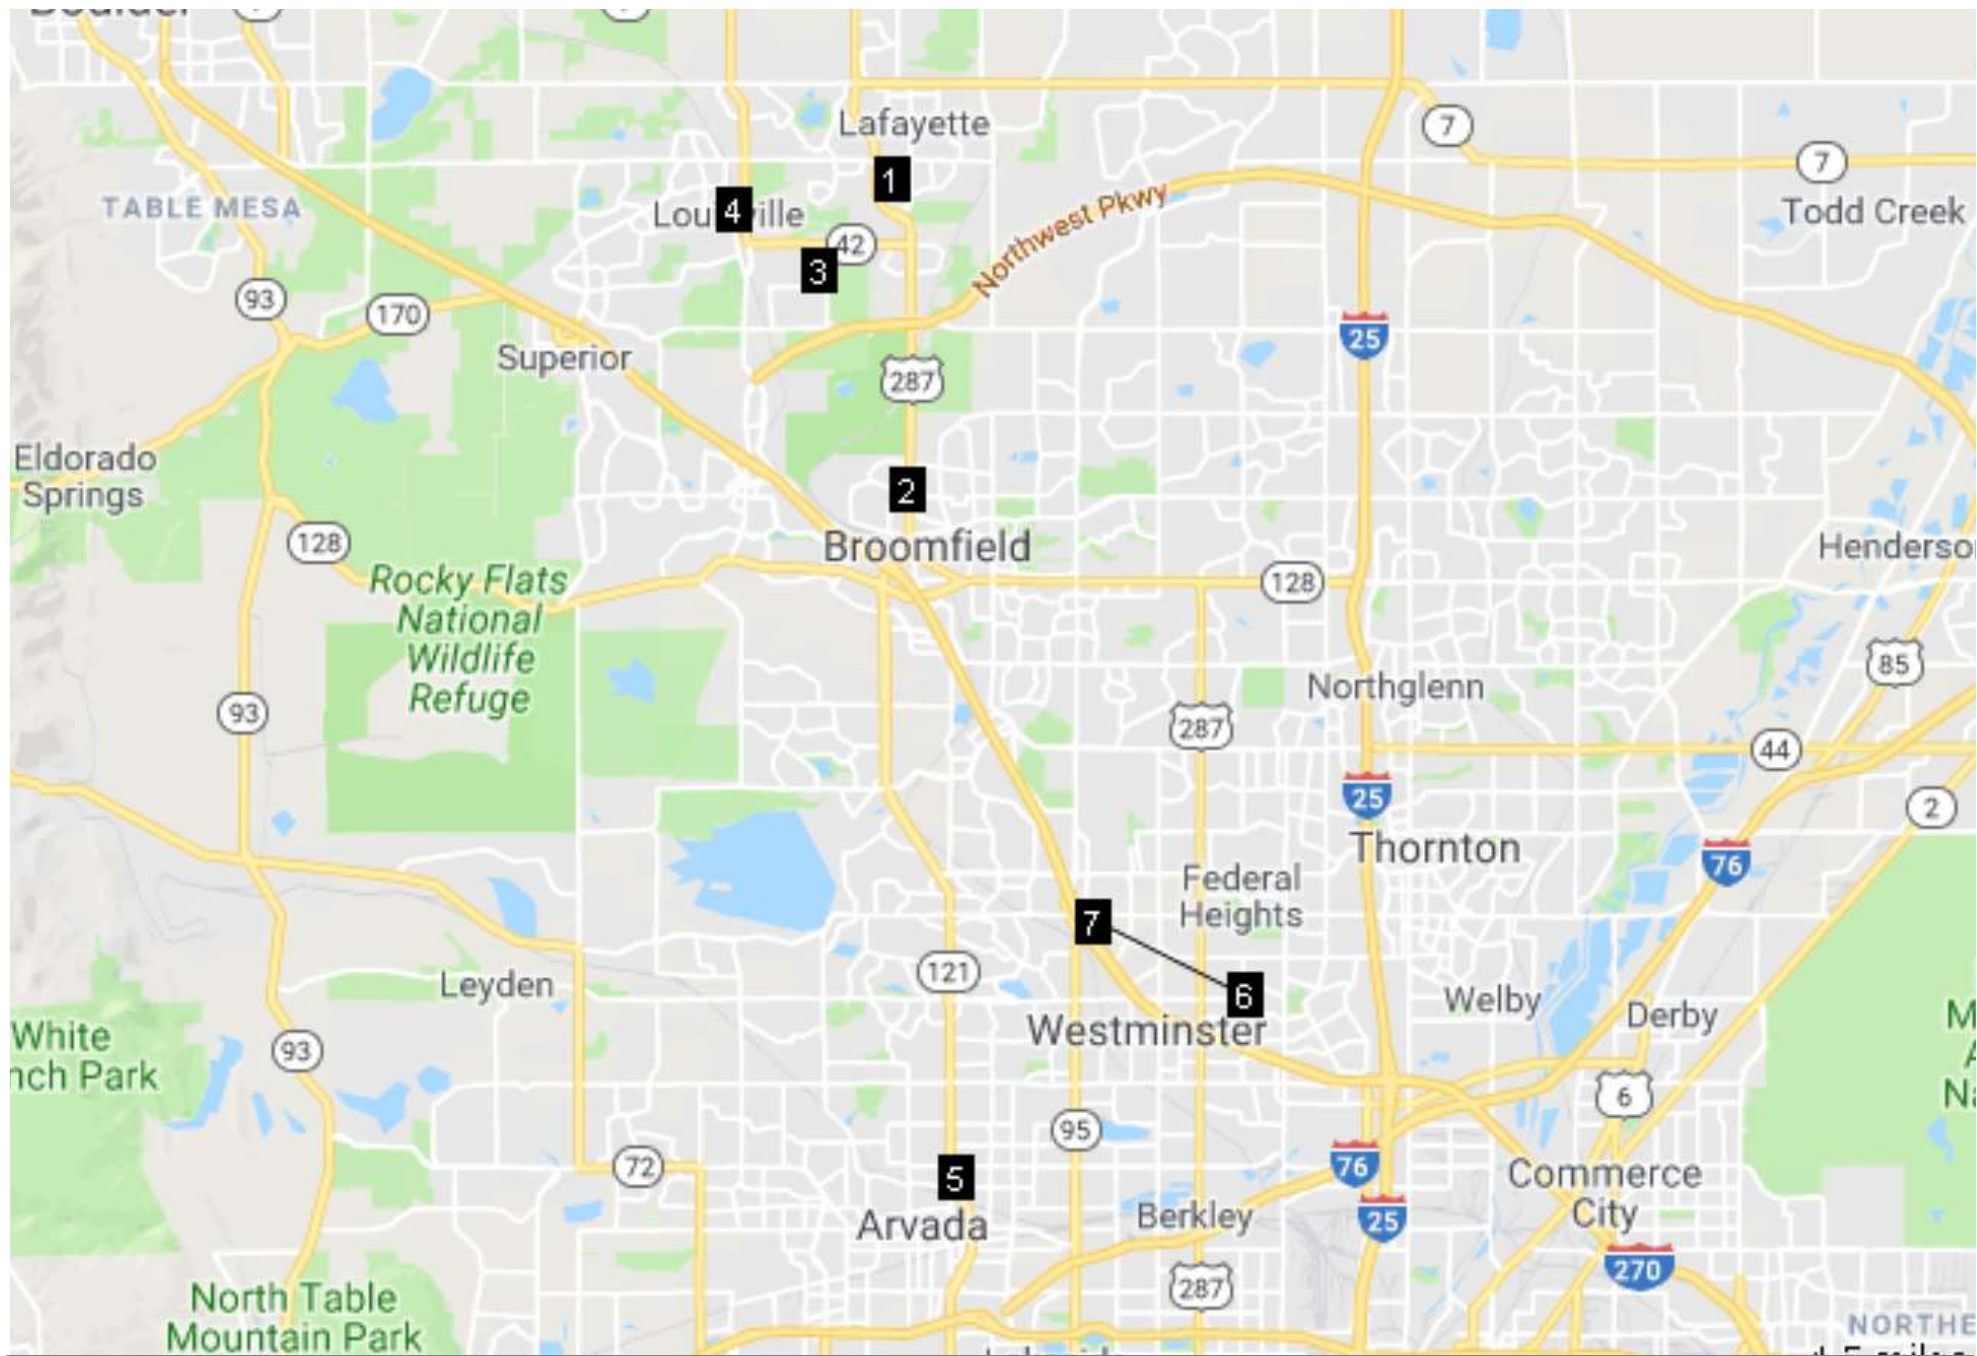 Boulder
Lafayette
7
7
1
TABLE MESA
4
Louisville
Northwest Pkwy
Todd Creek
42
3
93
170
25
Superior
287
Eldorado
Springs
2
128
Broomfield
Henderson
128
Rocky Flats
National
Wildlife
Refuge
85
Northglenn
93
287
44
25
2
Thornton
76
Federal
Heights
7
121
Leyden
6
Welby
Derby
Westminster
White
nch Park
93
6
95
72
76
5
Commerce
City
Arvada
Berkley
25
270
287
North Table
Mountain Park
NORTHE